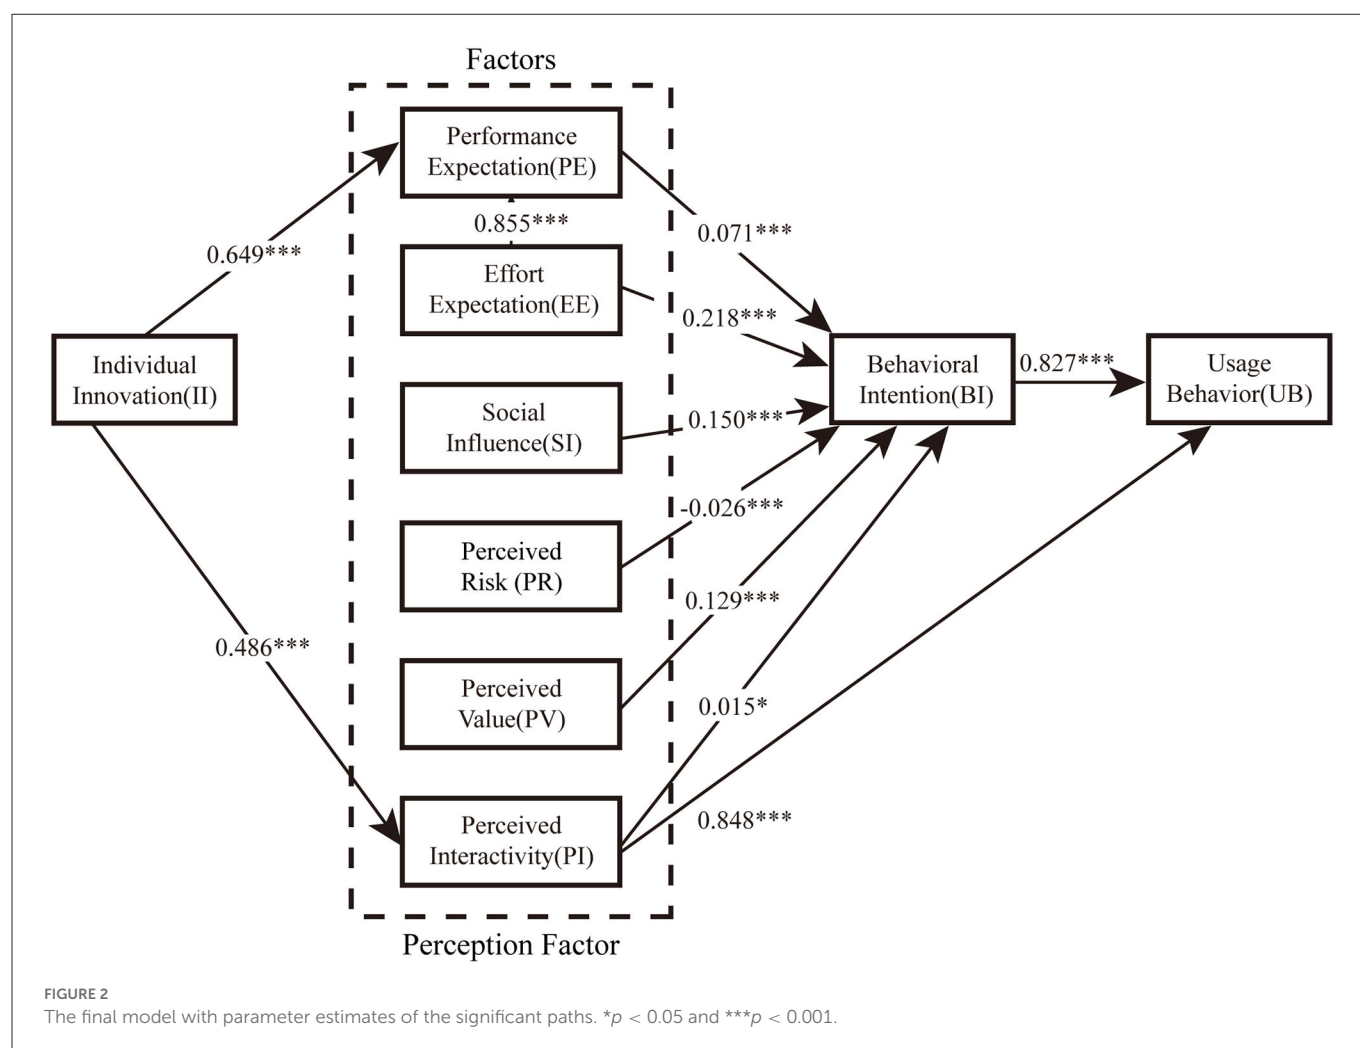 Factors
Performance
Expectation(PE)
0.855***
0.071***
0.649***
Effort
Expectation(EE)
0.218***
Individual
Innovation(II)
Behavioral
Intention(BI)
0.827***
Usage
Behavior(UB)
Social
Influence(SI)
0.150***
-0.026***
Perceived
Risk (PR)
0.129***
0.486***
Perceived
Value(PV)
0.015*
0.848***
Perceived
Interactivity(PI)
Perception Factor
FIGURE 2
The final model with parameter estimates of the significant paths. *p < 0.05 and ***p < 0.001.